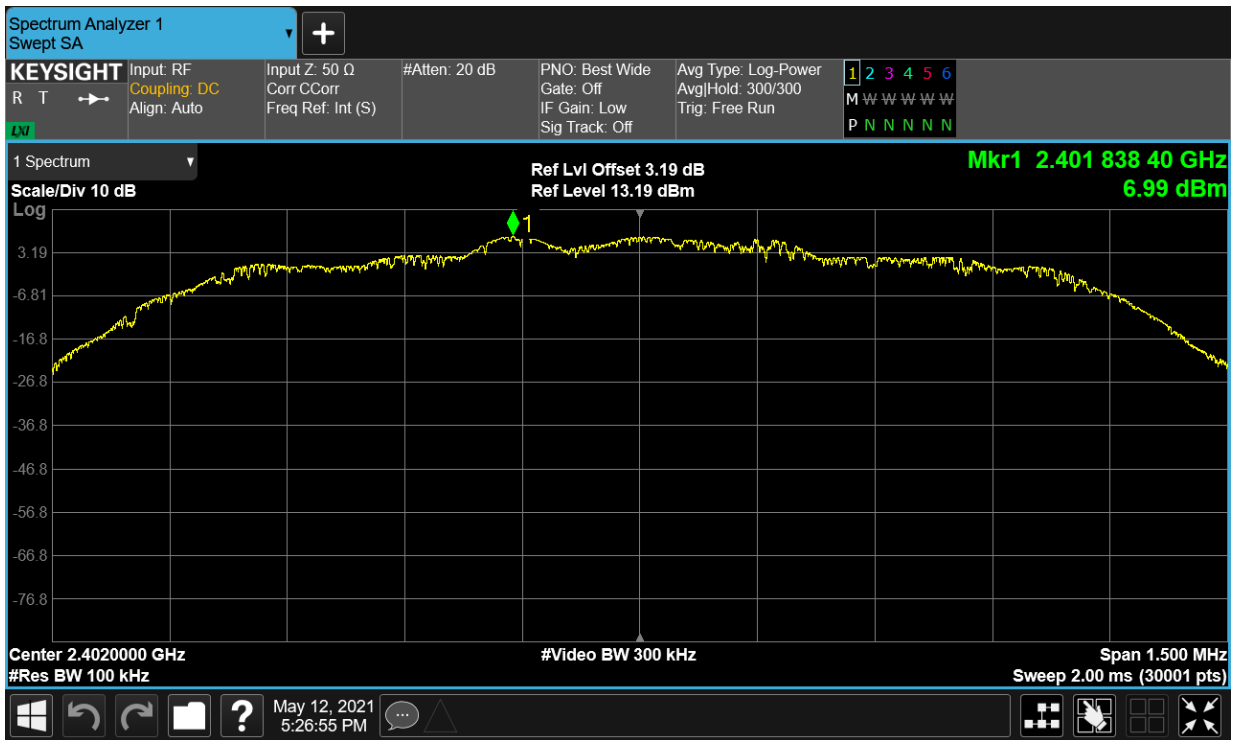 Spectrum Analyzer 1
Swept SA
KEYSIGHT
R T
LXI
Input: RF
Coupling: DC
Align: Auto
Input Z: 50 Ω
Corr CCorr
Freq Ref: Int (S)
#Atten: 20 dB
PNO: Best Wide
Gate: Off
IF Gain: Low
Sig Track: Off
Avg Type: Log-Power
Avg|Hold: 300/300
Trig: Free Run
1 2 3 4 5 6
M W W W W W
P N N N N N
1 Spectrum
Scale/Div 10 dB
Ref Lvl Offset 3.19 dB
Ref Level 13.19 dBm
Mkr1 2.401 838 40 GHz
6.99 dBm
Log
1
3.19
-6.81
-16.8
-26.8
-36.8
-46.8
-56.8
-66.8
-76.8
Center 2.4020000 GHz
#Res BW 100 kHz
#Video BW 300 kHz
Span 1.500 MHz
Sweep 2.00 ms (30001 pts)
May 12, 2021
5:26:55 PM